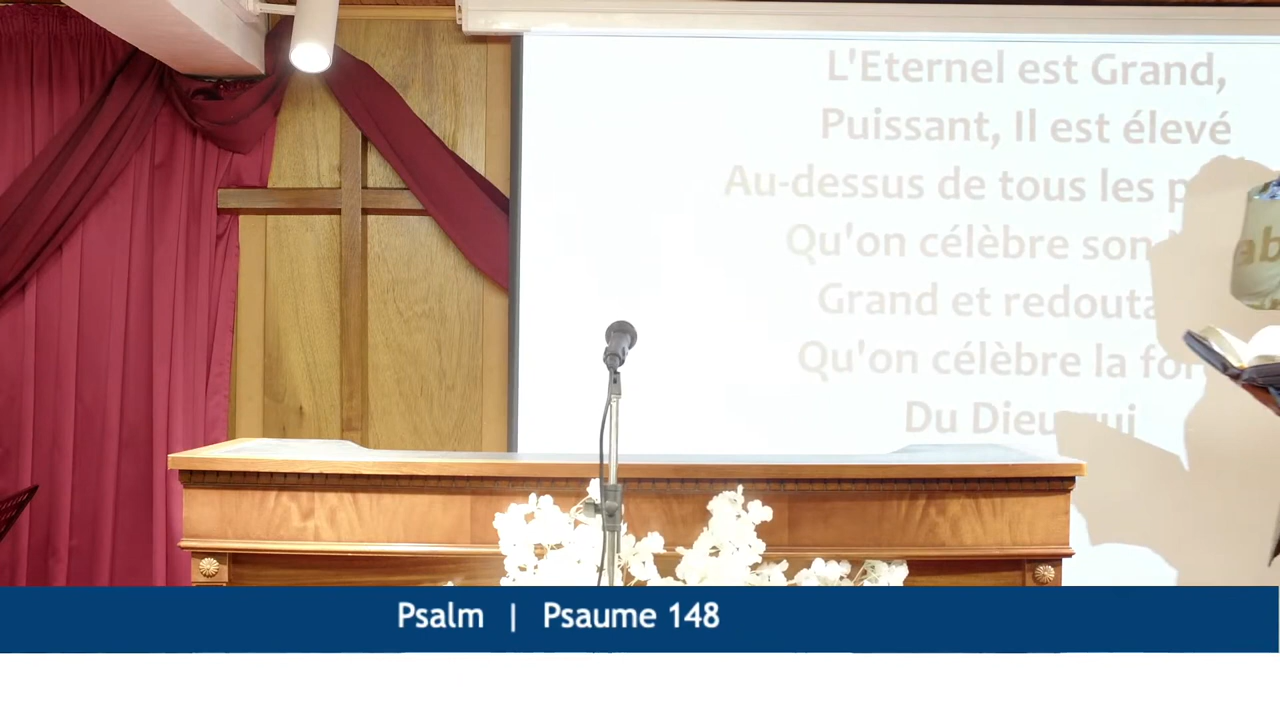 L'Eternel est Grand,
Puissant, Il est élevé
Au-dessus de tous les
Qu'on célèbre son
Grand et
Qu'on célèbre la
Du Dieu qui
Psalm | Psaume 148